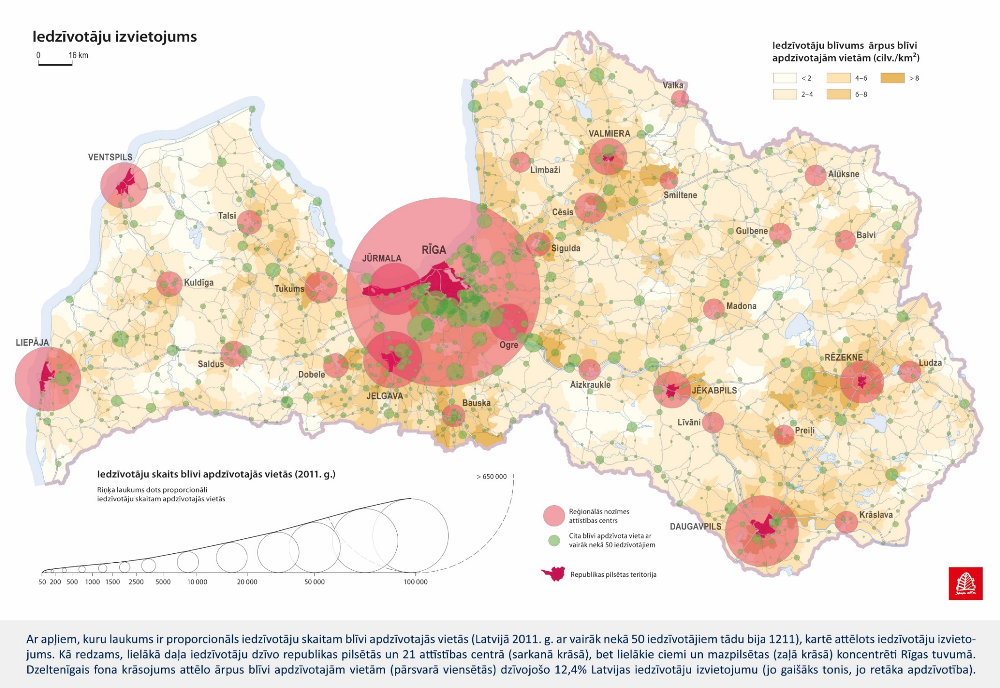 Iedzīvotāju izvietojums
0 16 km
Iedzīvotāju blīvums ārpus blīvi
apdzīvotajām vietām (cilv./km²)
< 2 4–6 > 8
2–4 6–8
Valka
VALMIERA
VENTSPILS
Limbaži
Alūksne
Smiltene
Cēsis
Talsi
Gulbene
Balvi
Sigulda
RĪGA
JŪRMALA
Kuldīga
Tukums
Madona
LIEPĀJA
Ogre
RĒZEKNE
Ludza
Saldus
Dobele
Aizkraukle
JĒKABPILS
JELGAVA
Bauska
Līvāni
Preiļi
Krāslava
DAUGAVPILS
Iedzīvotāju skaits blīvi apdzīvotajās vietās (2011. g.)
Riņķa laukums dots proporcionāli
iedzīvotāju skaitam apdzīvotajās vietās
> 650 000
50 200 500 1000 1500 2500 5000 10 000 20 000 50 000 100 000
Reģionālās nozīmes
attīstības centrs
Cita blīvi apdzīvota vieta ar
vairāk nekā 50 iedzīvotājiem
Republikas pilsētas teritorija
Jāņa sēta
Ar apļiem, kuru laukums ir proporcionāls iedzīvotāju skaitam blīvi apdzīvotajās vietās (Latvijā 2011. g. ar vairāk nekā 50 iedzīvotājiem tādu bija 1211), kartē attēlots iedzīvotāju izvieto-
jums. Kā redzams, lielākā daļa iedzīvotāju dzīvo republikas pilsētās un 21 attīstības centrā (sarkanā krāsā), bet lielākie ciemi un mazpilsētas (zaļā krāsā) koncentrēti Rīgas tuvumā.
Dzeltenīgais fona krāsojums attēlo ārpus blīvi apdzīvotajām vietām (pārsvarā viensētās) dzīvojošo 12,4% Latvijas iedzīvotāju izvietojumu (jo gaišāks tonis, jo retāka apdzīvotība).